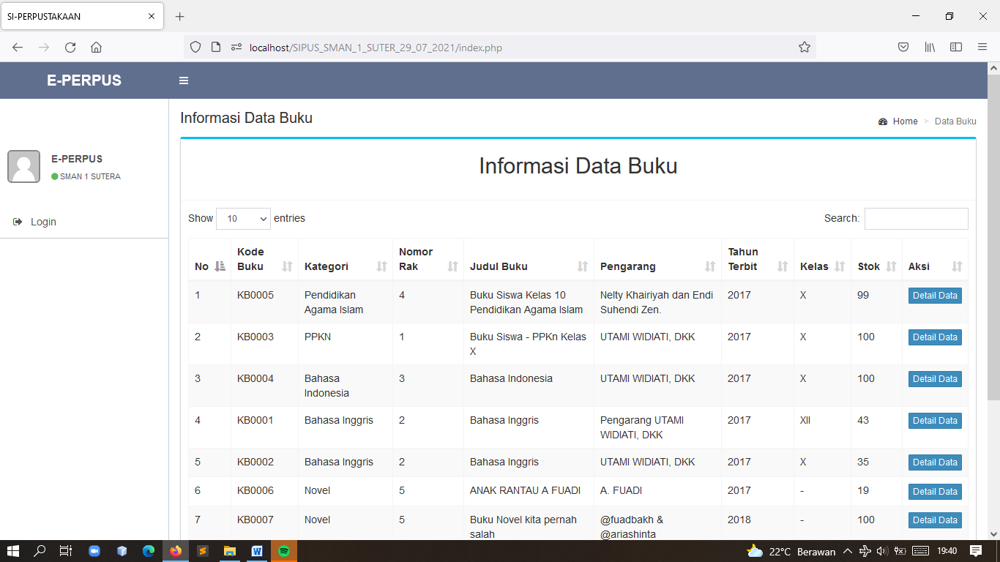 SI-PERPUSTAKAAN
localhost/SIPUS_SMAN_1_SUTER_29_07_2021/index.php
E-PERPUS
Informasi Data Buku
Home > Data Buku
E-PERPUS
SMAN 1 SUTERA
Login
Informasi Data Buku
Show 10 entries Search:
No Kode Buku Kategori Nomor Rak Judul Buku Pengarang Tahun Terbit Kelas Stok Aksi
1 KB0005 Pendidikan Agama Islam 4 Buku Siswa Kelas 10 Pendidikan Agama Islam Nelty Khairiyah dan Endi Suhendi Zen. 2017 X 99 Detail Data
2 KB0003 PPKN 1 Buku Siswa - PPKn Kelas X UTAMI WIDIATI, DKK 2017 X 100 Detail Data
3 KB0004 Bahasa Indonesia 3 Bahasa Indonesia UTAMI WIDIATI, DKK 2017 X 100 Detail Data
4 KB0001 Bahasa Inggris 2 Bahasa Inggris Pengarang UTAMI WIDIATI, DKK 2017 XII 43 Detail Data
5 KB0002 Bahasa Inggris 2 Bahasa Inggris UTAMI WIDIATI, DKK 2017 X 35 Detail Data
6 KB0006 Novel 5 ANAK RANTAU A FUADI A. FUADI 2017 - 19 Detail Data
7 KB0007 Novel 5 Buku Novel kita pernah salah @fuadbakh & @ariashinta 2018 - 100 Detail Data
22°C Berawan 19:40